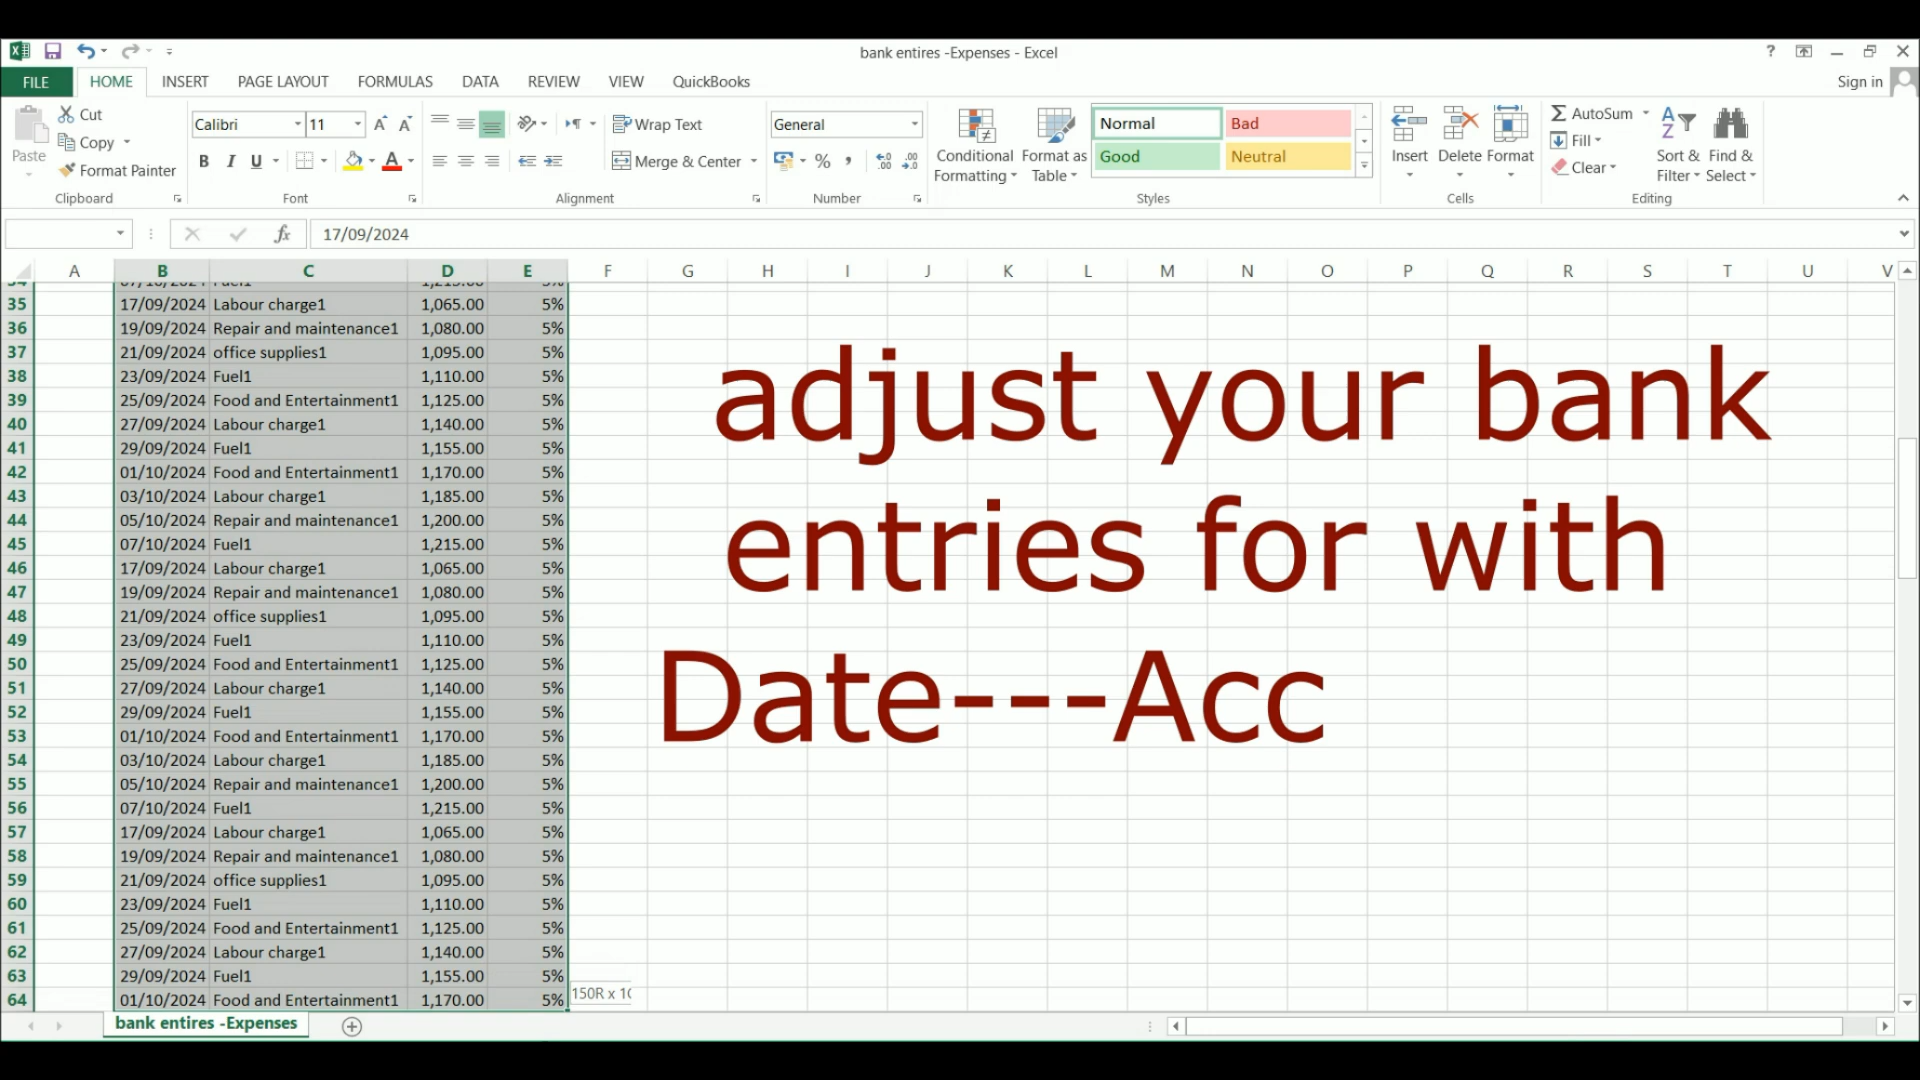 bank entires -Expenses - Excel
?
FILE HOME INSERT PAGE LAYOUT FORMULAS DATA REVIEW VIEW QuickBooks Sign in
Paste
Cut
Copy
Format Painter
Clipboard
Calibri 11
B I U
Font
Wrap Text
Merge & Center
Alignment
General
%
Number
Conditional Formatting
Format as Table
Normal Bad
Good Neutral
Styles
Insert Delete Format
Cells
AutoSum
Fill
Clear
Sort & Filter
Find & Select
Editing
fx 17/09/2024
A B C D E F G H I J K L M N O P Q R S T U V
35 17/09/2024 Labour charge1 1,065.00 5%
36 19/09/2024 Repair and maintenance1 1,080.00 5%
37 21/09/2024 office supplies1 1,095.00 5%
38 23/09/2024 Fuel1 1,110.00 5%
39 25/09/2024 Food and Entertainment1 1,125.00 5%
40 27/09/2024 Labour charge1 1,140.00 5%
41 29/09/2024 Fuel1 1,155.00 5%
42 01/10/2024 Food and Entertainment1 1,170.00 5%
43 03/10/2024 Labour charge1 1,185.00 5%
44 05/10/2024 Repair and maintenance1 1,200.00 5%
45 07/10/2024 Fuel1 1,215.00 5%
46 17/09/2024 Labour charge1 1,065.00 5%
47 19/09/2024 Repair and maintenance1 1,080.00 5%
48 21/09/2024 office supplies1 1,095.00 5%
49 23/09/2024 Fuel1 1,110.00 5%
50 25/09/2024 Food and Entertainment1 1,125.00 5%
51 27/09/2024 Labour charge1 1,140.00 5%
52 29/09/2024 Fuel1 1,155.00 5%
53 01/10/2024 Food and Entertainment1 1,170.00 5%
54 03/10/2024 Labour charge1 1,185.00 5%
55 05/10/2024 Repair and maintenance1 1,200.00 5%
56 07/10/2024 Fuel1 1,215.00 5%
57 17/09/2024 Labour charge1 1,065.00 5%
58 19/09/2024 Repair and maintenance1 1,080.00 5%
59 21/09/2024 office supplies1 1,095.00 5%
60 23/09/2024 Fuel1 1,110.00 5%
61 25/09/2024 Food and Entertainment1 1,125.00 5%
62 27/09/2024 Labour charge1 1,140.00 5%
63 29/09/2024 Fuel1 1,155.00 5%
64 01/10/2024 Food and Entertainment1 1,170.00 5%
150R x
adjust your bank
entries for with
Date---Acc
bank entires -Expenses